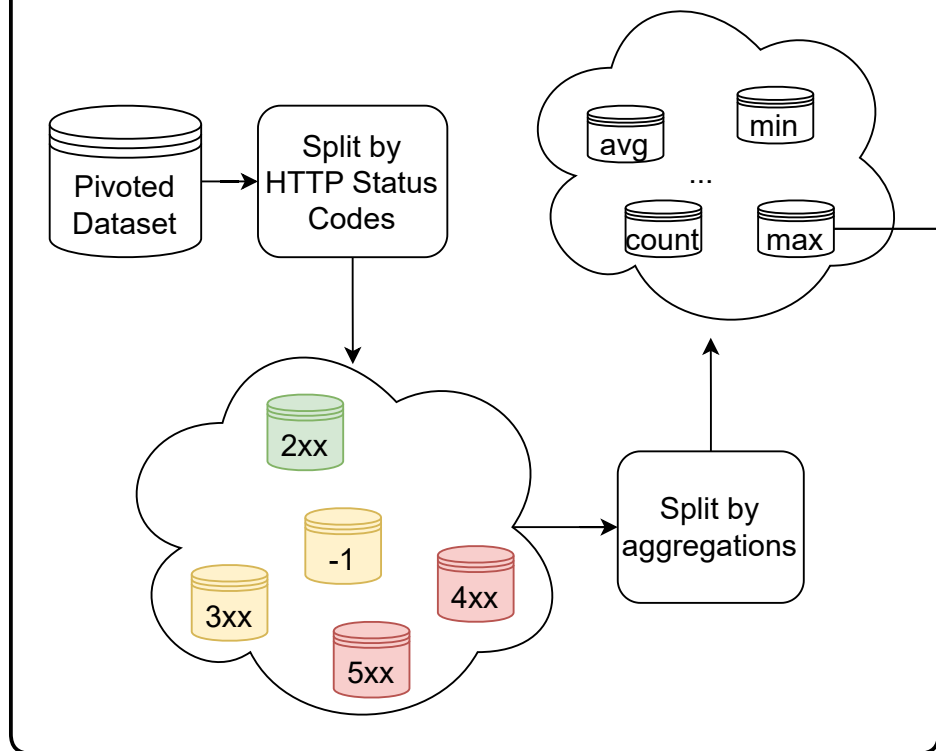 Pivoted
Dataset
Split by
HTTP Status
Codes
2xx
-1
3xx
4xx
5xx
Split by
aggregations
avg
min
...
count
max